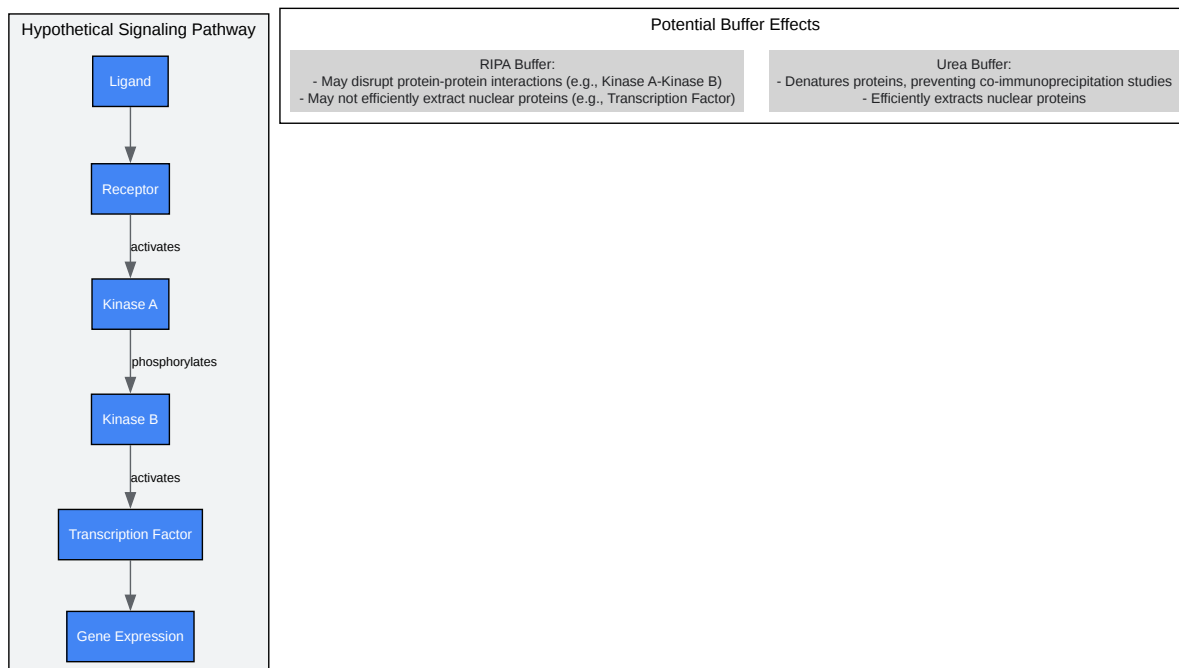 Hypothetical Signaling Pathway
Ligand
Receptor
activates
Kinase A
phosphorylates
Kinase B
activates
Transcription Factor
Gene Expression
Potential Buffer Effects
RIPA Buffer:
- May disrupt protein-protein interactions (e.g., Kinase A-Kinase B)
- May not efficiently extract nuclear proteins (e.g., Transcription Factor)
Urea Buffer:
- Denatures proteins, preventing co-immunoprecipitation studies
- Efficiently extracts nuclear proteins